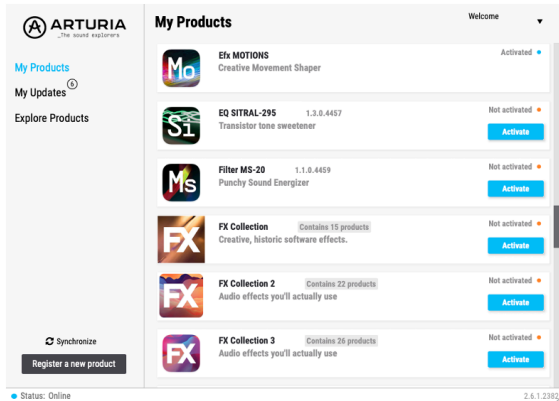 ARTURIA
_The sound explorers
My Products
My Updates 6
Explore Products
Synchronize
Register a new product
Status: Online
My Products
Welcome
Mo
Efx MOTIONS
Creative Movement Shaper
Activated
Si
EQ SITRAL-295 1.3.0.4457
Transistor tone sweetener
Not activated
Activate
Ms
Filter MS-20 1.1.0.4459
Punchy Sound Energizer
Not activated
Activate
FX
FX Collection Contains 15 products
Creative, historic software effects.
Not activated
Activate
FX
FX Collection 2 Contains 22 products
Audio effects you'll actually use
Not activated
Activate
FX
FX Collection 3 Contains 26 products
Audio effects you'll actually use
Not activated
Activate
2.6.1.2382